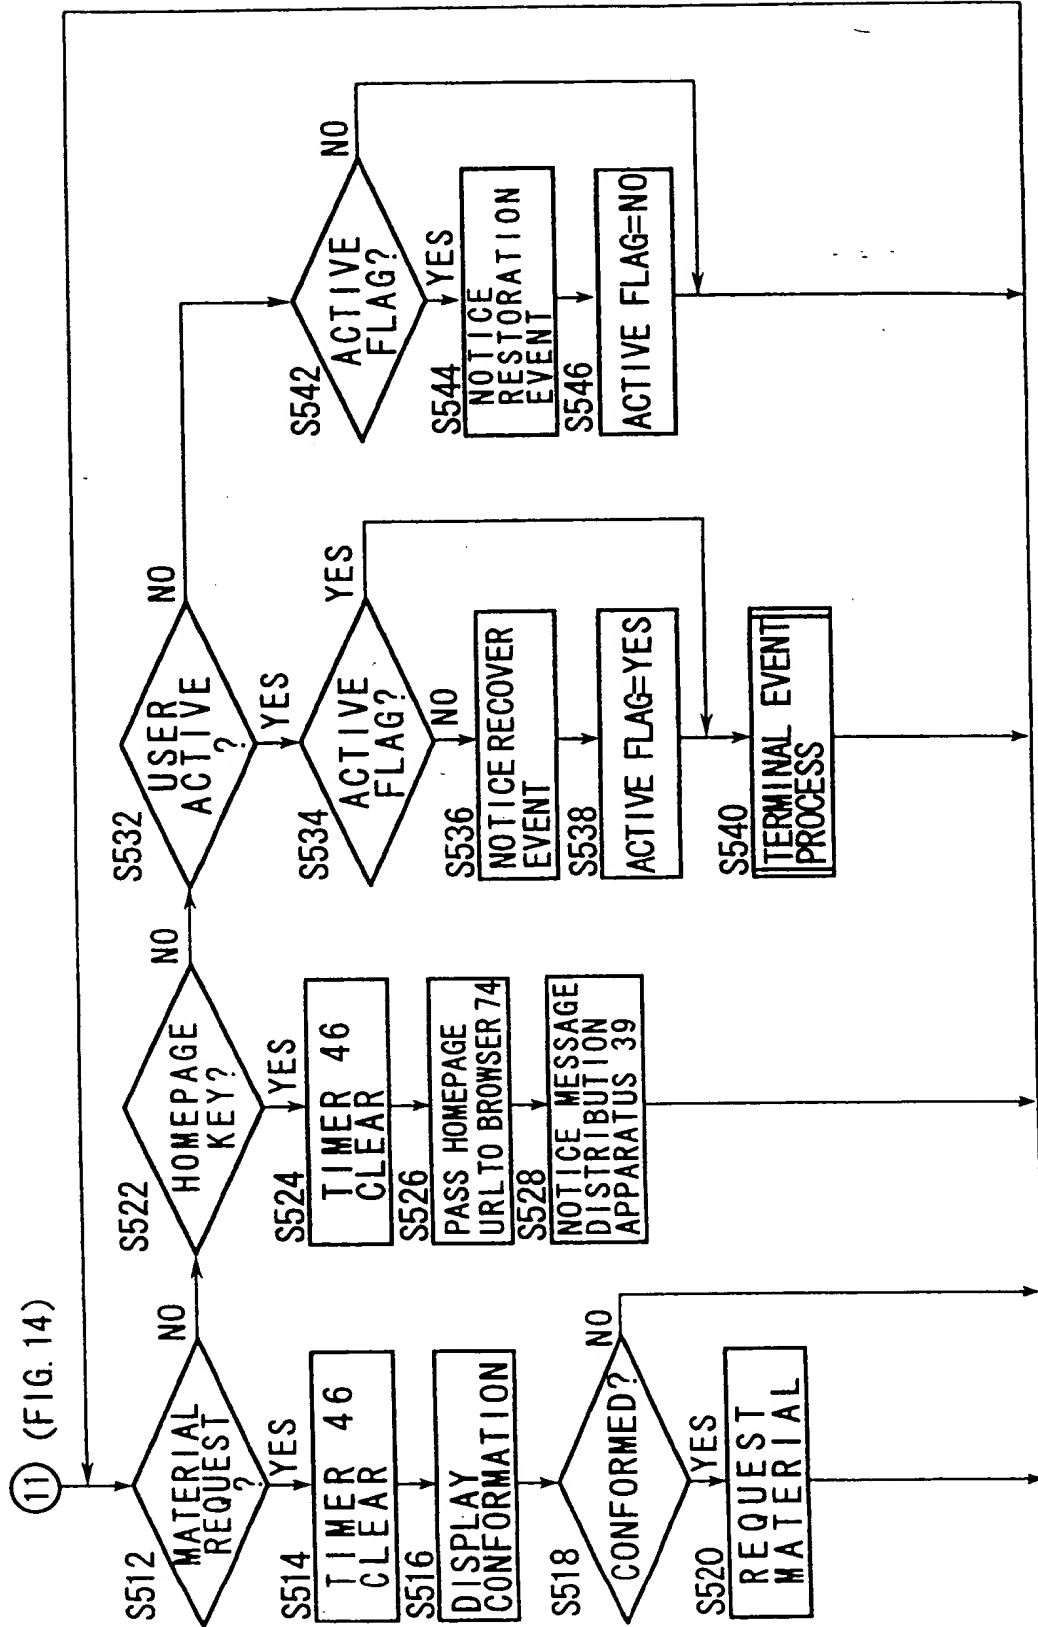 11 (FIG. 14)
S512
MATERIAL
REQUEST
?
NO
YES
S514
TIMER 46
CLEAR
S516
DISPLAY
CONFORMATION
S518
CONFORMED?
NO
YES
S520
REQUEST
MATERIAL
S522
HOMEPAGE
KEY?
NO
YES
S524
TIMER 46
CLEAR
S526
PASS HOMEPAGE
URL TO BROWSER 74
S528
NOTICE MESSAGE
DISTRIBUTION
APPARATUS 39
S532
USER
ACTIVE
?
NO
YES
S534
ACTIVE
FLAG?
YES
NO
S536
NOTICE RECOVER
EVENT
S538
ACTIVE FLAG=YES
S540
TERMINAL EVENT
PROCESS
S542
ACTIVE
FLAG?
NO
YES
S544
NOTICE
RESTORATION
EVENT
S546
ACTIVE FLAG=NO